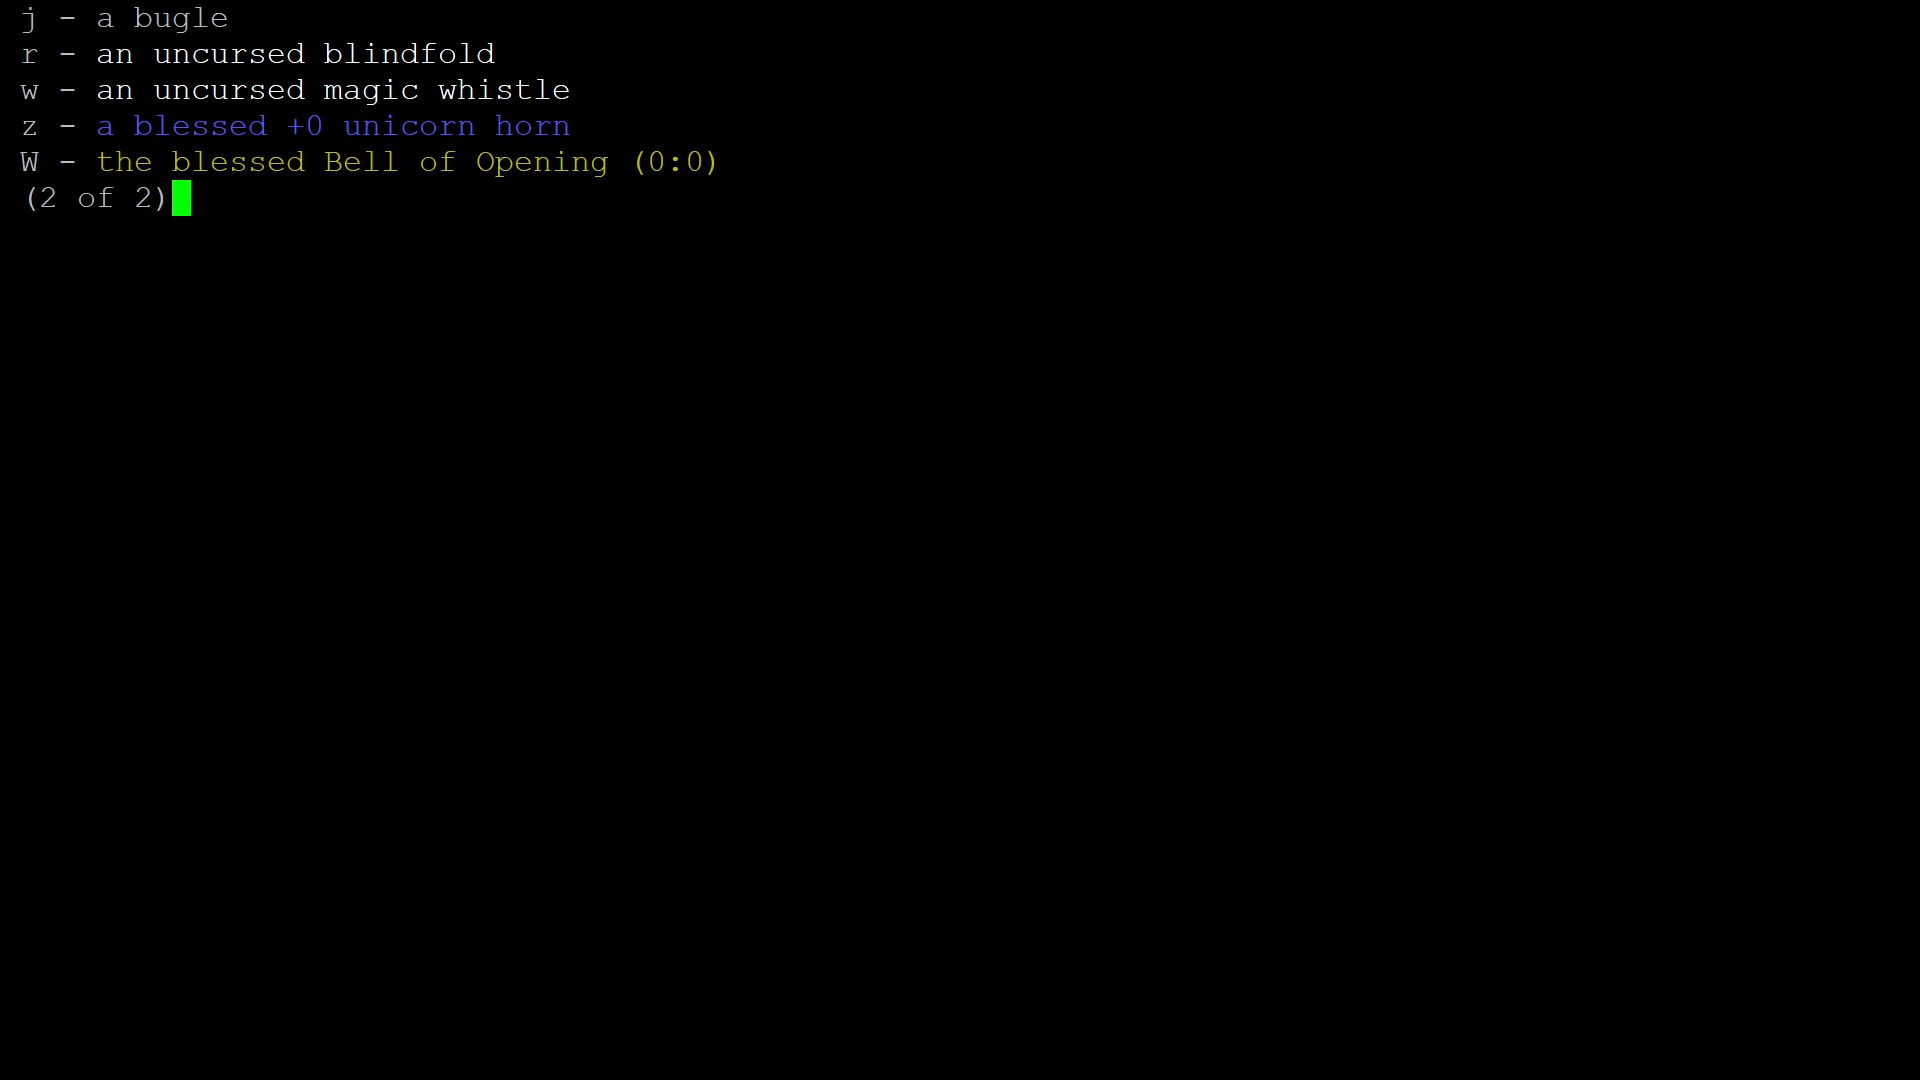 j - a bugle
r - an uncursed blindfold
w - an uncursed magic whistle
z - a blessed +0 unicorn horn
W - the blessed Bell of Opening (0:0)
(2 of 2)